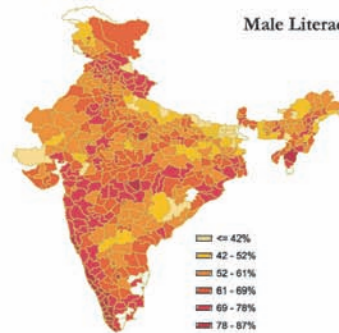 Male Literac
<= 42%
42 - 52%
52 - 61%
61 - 69%
69 - 78%
78 - 87%